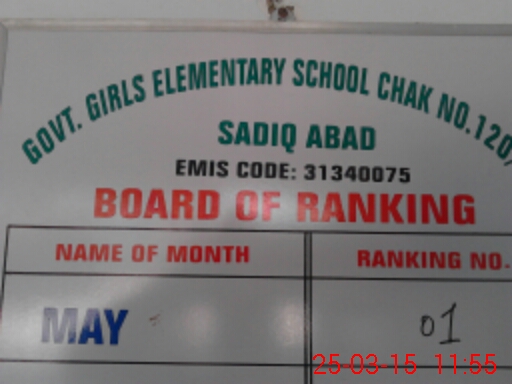 GOVT. GIRLS ELEMENTARY SCHOOL CHAK NO.120/
SADIQ ABAD
EMIS CODE: 31340075
BOARD OF RANKING
NAME OF MONTH RANKING NO.
MAY 01
25-03-15 11:55